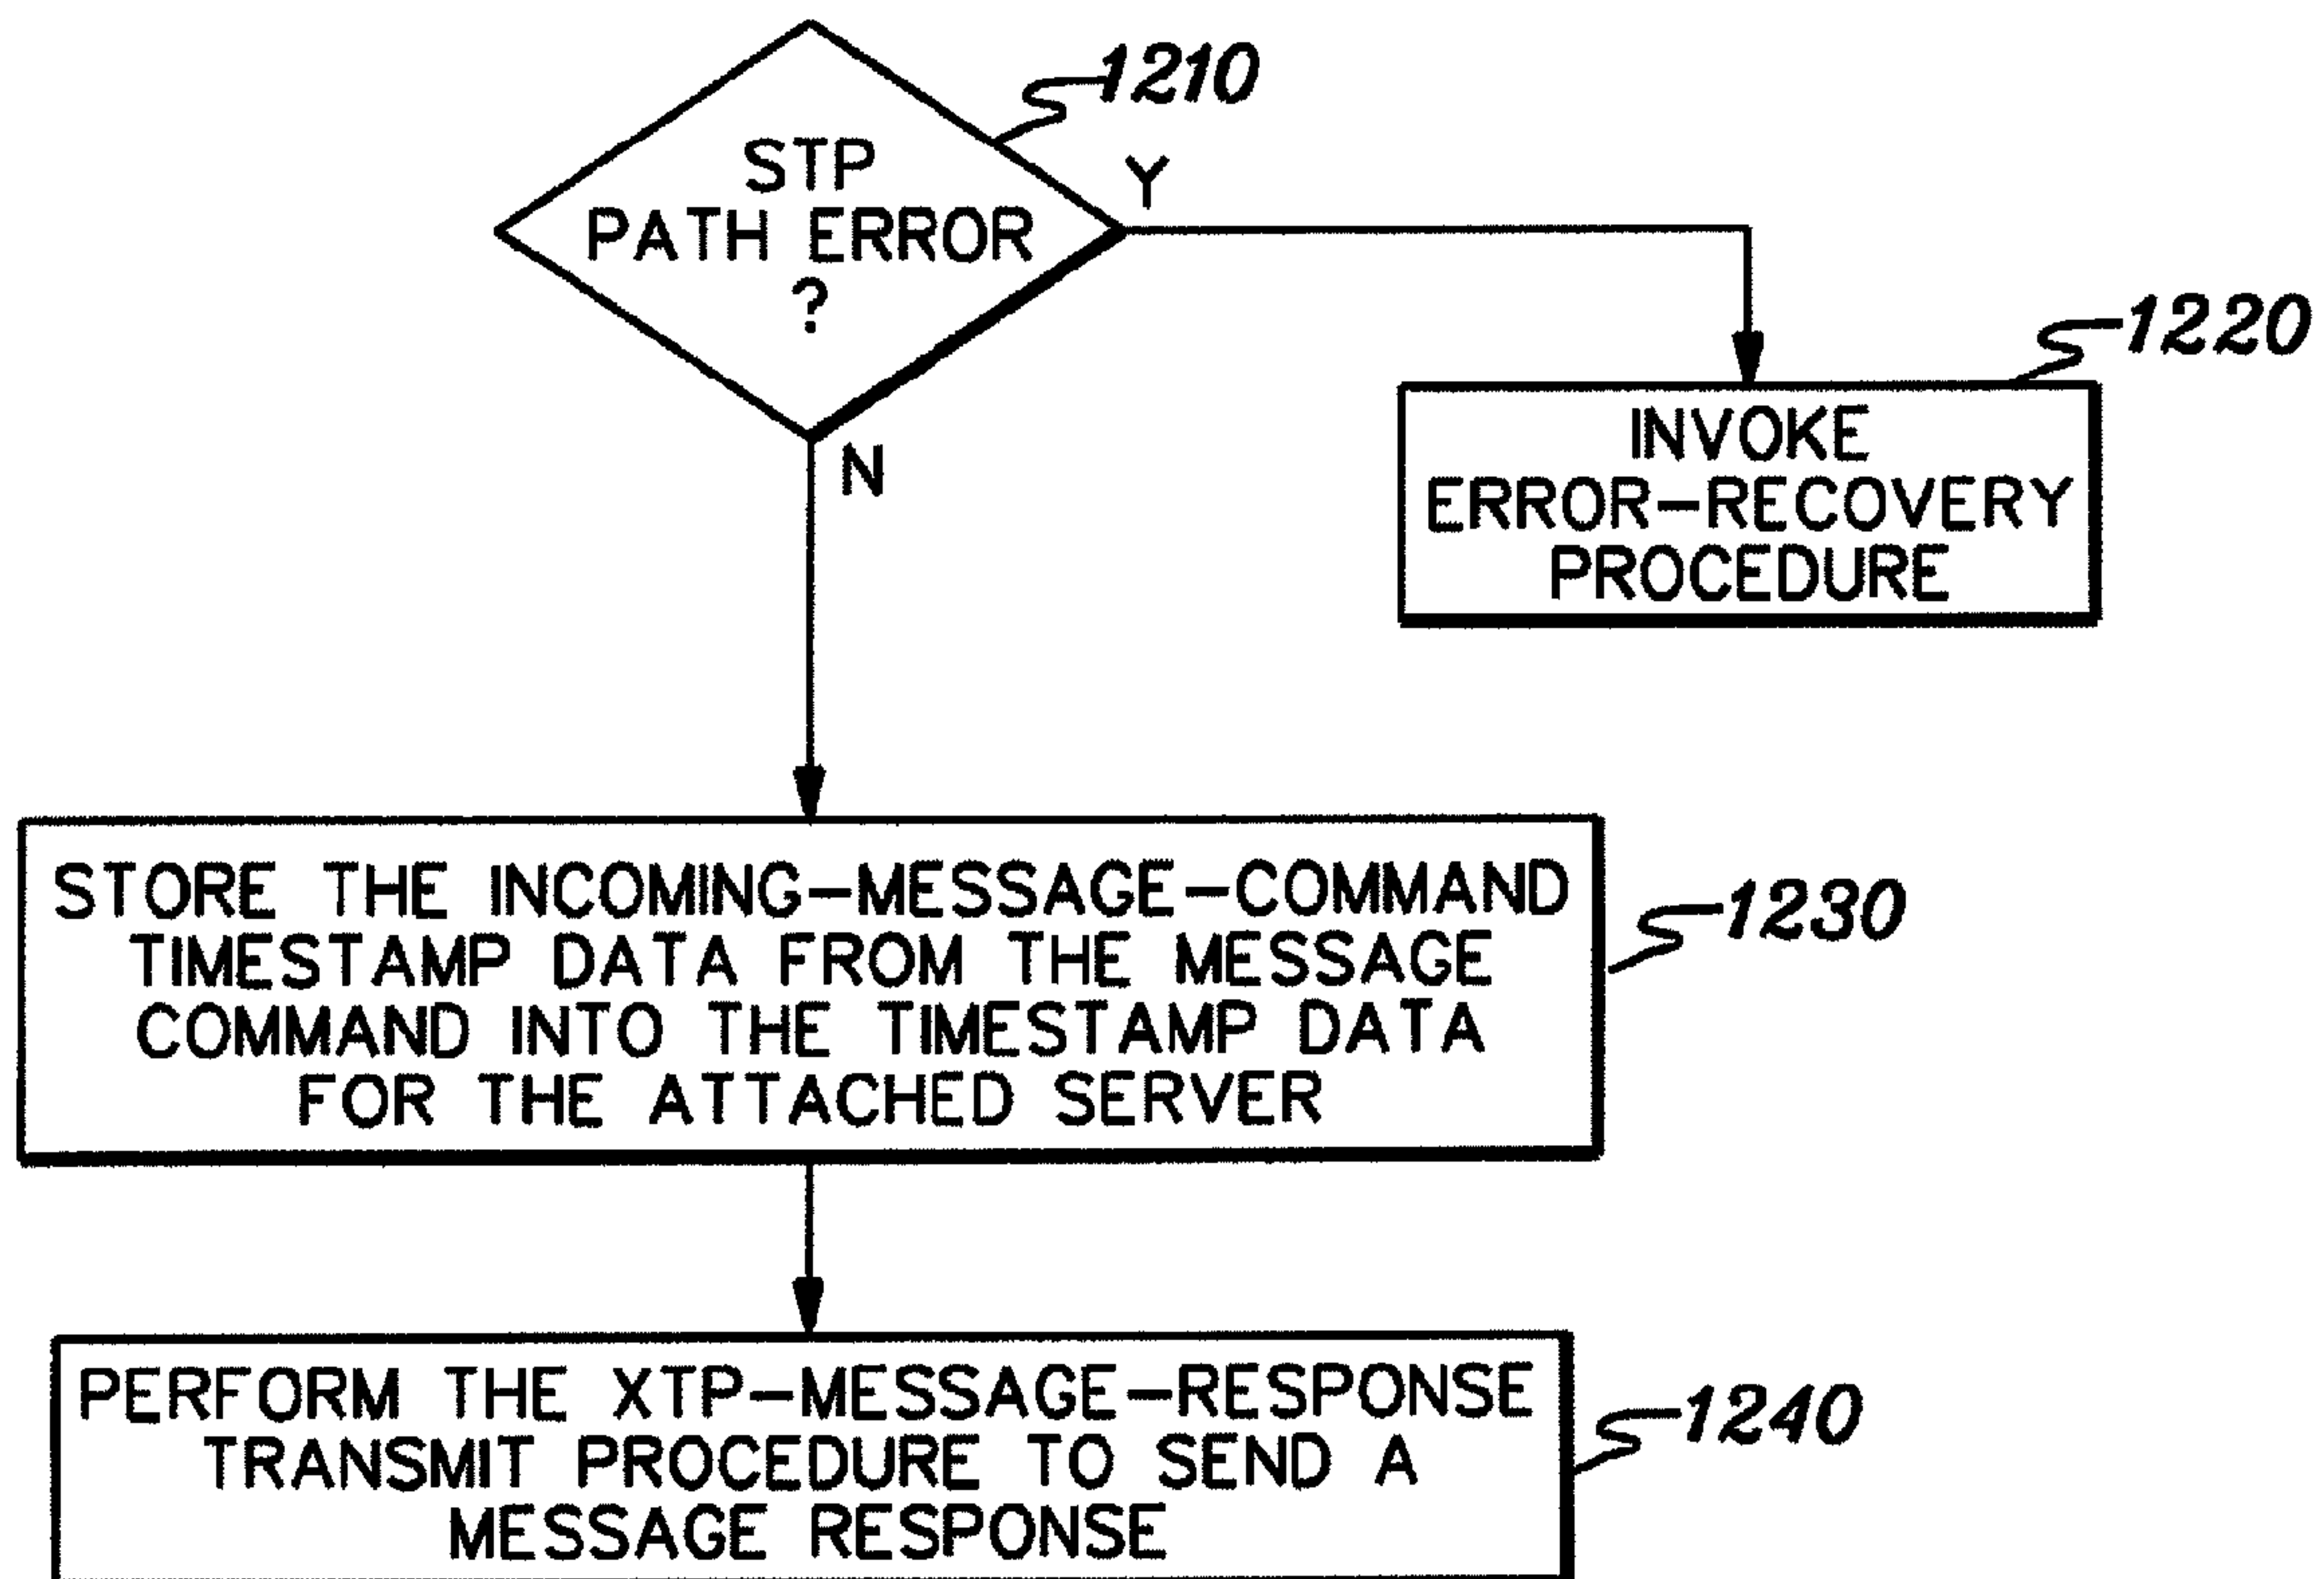 1210
STP
PATH ERROR
?
Y
N
1220
INVOKE
ERROR-RECOVERY
PROCEDURE
STORE THE INCOMING-MESSAGE-COMMAND
TIMESTAMP DATA FROM THE MESSAGE
COMMAND INTO THE TIMESTAMP DATA
FOR THE ATTACHED SERVER
1230
PERFORM THE XTP-MESSAGE-RESPONSE
TRANSMIT PROCEDURE TO SEND A
MESSAGE RESPONSE
1240